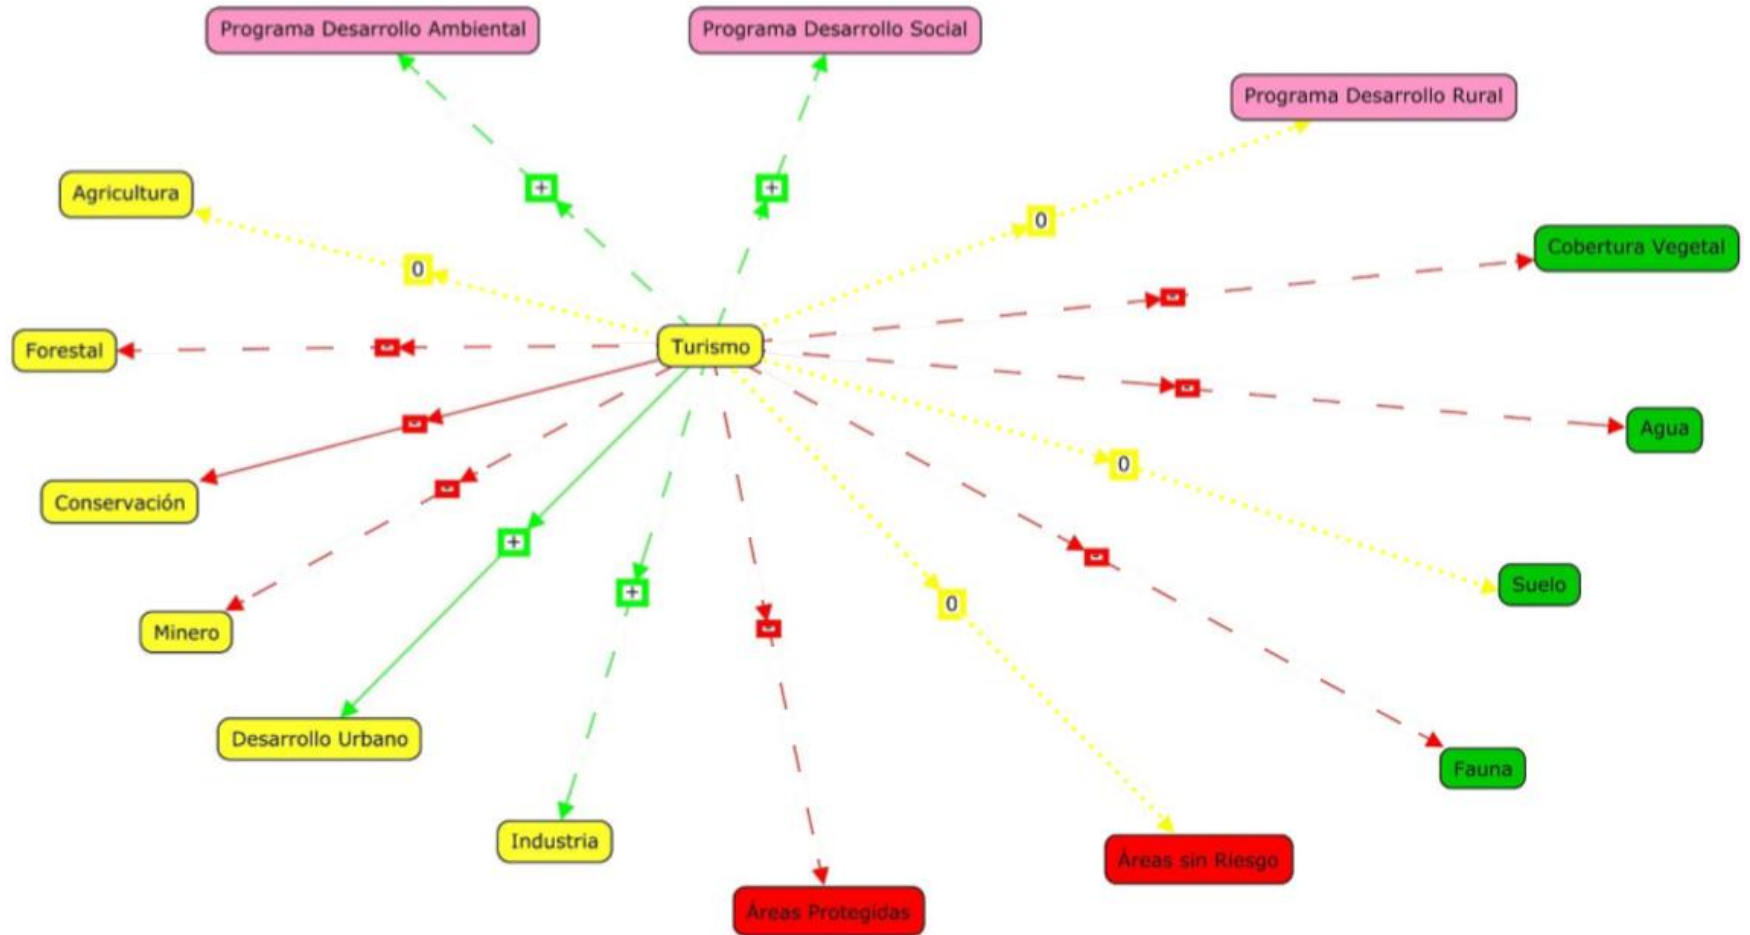 Programa Desarrollo Ambiental
Programa Desarrollo Social
Programa Desarrollo Rural
+
+
Agricultura
0
Cobertura Vegetal
0
-
Forestal
-
Turismo
-
Agua
Conservación
-
0
-
Minero
+
-
Suelo
+
-
0
Desarrollo Urbano
Fauna
Industria
Áreas sin Riesgo
Áreas Protegidas